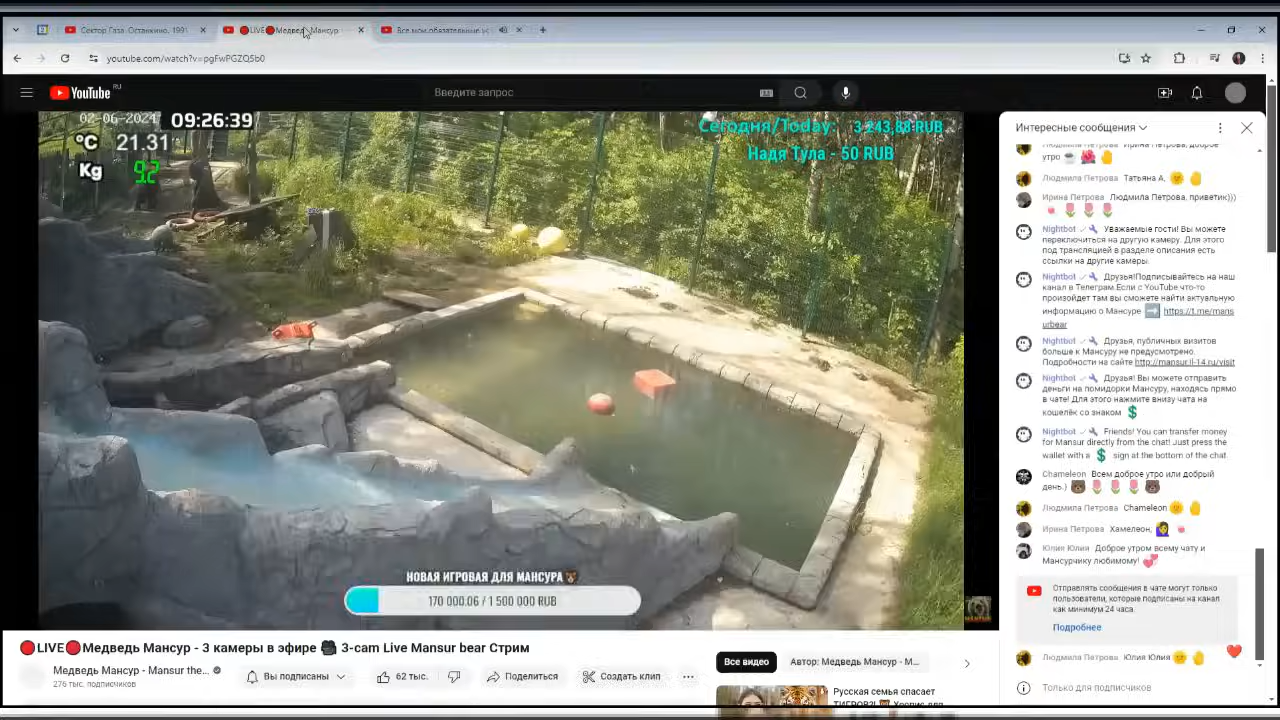 Сектор Газа. Останкино, 1991
LIVE Медведь Мансур
Все мои обязательные ус
youtube.com/watch?v=pgFwPGZQ5b0
YouTube RU
Введите запрос
02-06-2024 09:26:39
°C 21.31
Kg 92
Сегодня/Today: 3 243,88 RUB
Надя Тула - 50 RUB
НОВАЯ ИГРОВАЯ ДЛЯ МАНСУРА
170 000.06 / 1 500 000 RUB
LIVE Медведь Мансур - 3 камеры в эфире 3-cam Live Mansur bear Стрим
Медведь Мансур - Mansur the...
276 тыс. подписчиков
Вы подписаны
62 тыс.
Поделиться
Создать клип
Все видео
Автор: Медведь Мансур - М...
Русская семья спасает
Интересные сообщения
Людмила Петрова Ирина Петрова, доброе
утро
Людмила Петрова Татьяна А,
Ирина Петрова Людмила Петрова, приветик)))
Nightbot Уважаемые гости! Вы можете
переключиться на другую камеру. Для этого
под трансляцией в разделе описания есть
ссылки на другие камеры.
Nightbot Друзья!Подписывайтесь на наш
канал в Телеграм.Если с YouTube что-то
произойдет там вы сможете найти актуальную
информацию о Мансуре https://t.me/mans
urbear
Nightbot Друзья, публичных визитов
больше к Мансуру не предусмотрено.
Подробности на сайте http://mansur.ll-14.ru/visit
Nightbot Друзья! Вы можете отправить
деньги на помидорки Мансуру, находясь прямо
в чате! Для этого нажмите внизу чата на
кошелёк со знаком
Nightbot Friends! You can transfer money
for Mansur directly from the chat! Just press the
wallet with a $ sign at the bottom of the chat.
Chameleon Всем доброе утро или добрый
день.)
Людмила Петрова Chameleon
Ирина Петрова Хамелеон,
Юлия Юлия Доброе утром всему чату и
Мансурчику любимому!
Отправлять сообщения в чате могут только
пользователи, которые подписаны на канал
как минимум 24 часа.
Подробнее
Людмила Петрова Юлия Юлия
Только для подписчиков